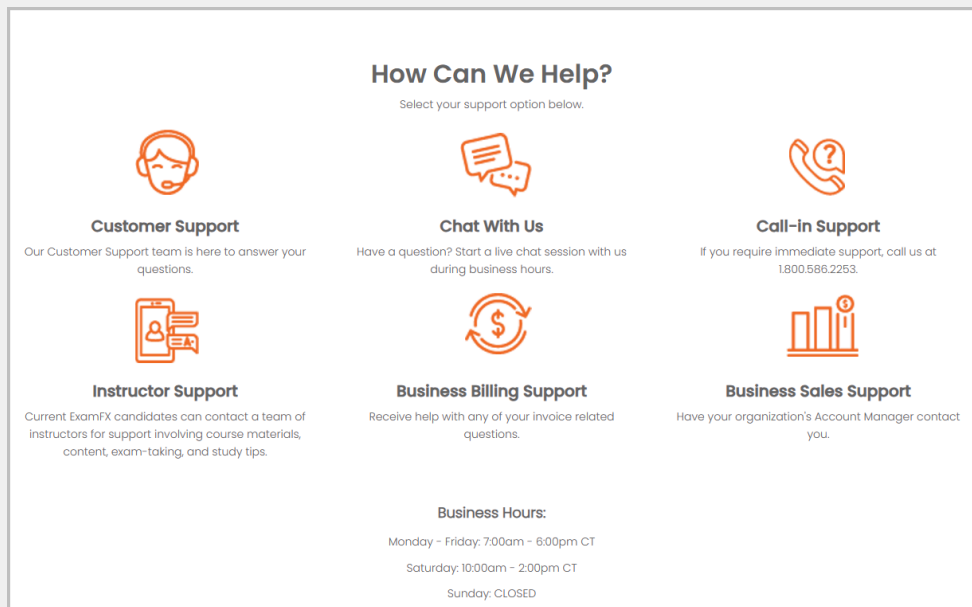 How Can We Help?
Select your support option below.
?
Customer Support
Chat With Us
Call-in Support
Our Customer Support team is here to answer your
questions.
Have a question? Start a live chat session with us
during business hours.
If you require immediate support, call us at
1.800.586.2253.
A+
$
$
Instructor Support
Business Billing Support
Business Sales Support
Current ExamFX candidates can contact a team of
instructors for support involving course materials,
content, exam-taking, and study tips.
Receive help with any of your invoice related
questions.
Have your organization's Account Manager contact
you.
Business Hours:
Monday - Friday: 7:00am - 6:00pm CT
Saturday: 10:00am - 2:00pm CT
Sunday: CLOSED